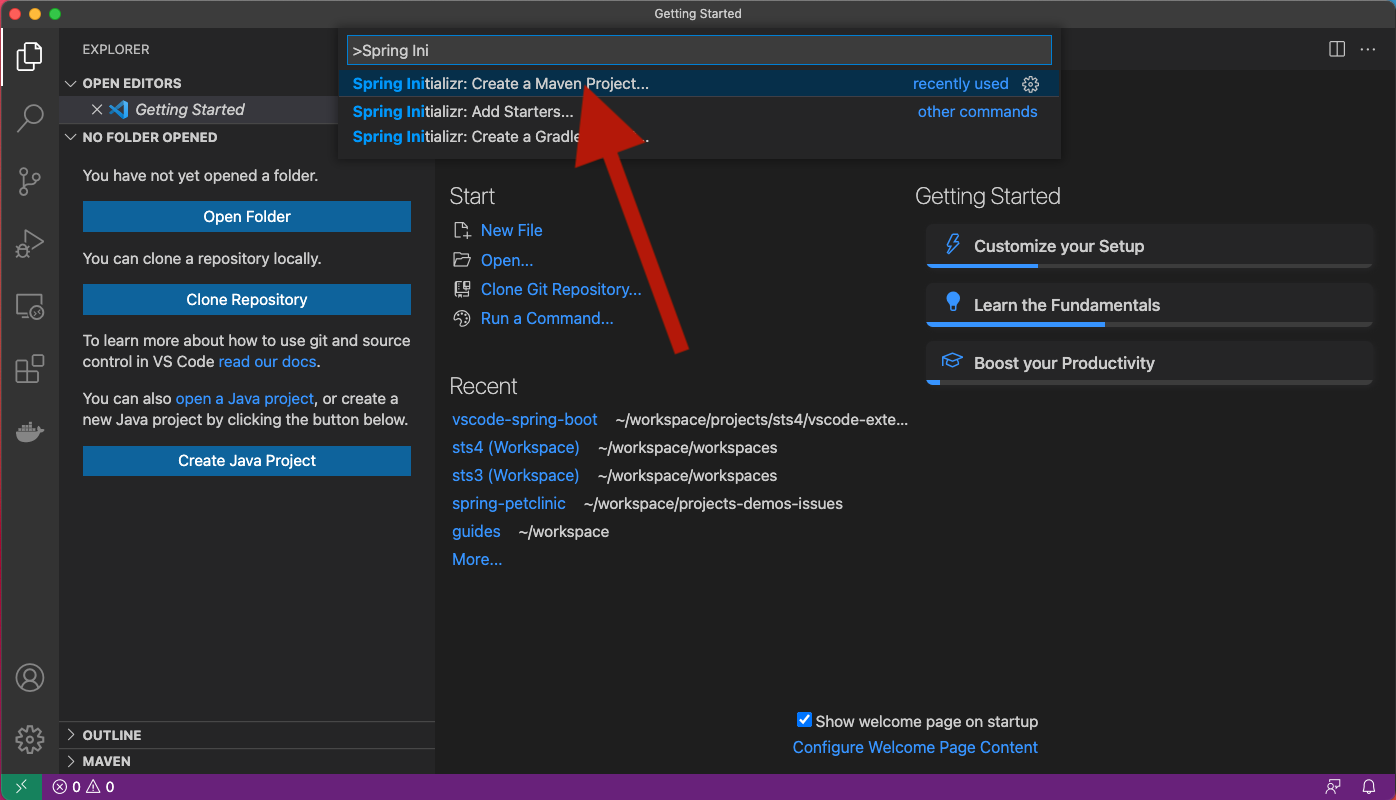 Getting Started
EXPLORER
OPEN EDITORS
Getting Started
NO FOLDER OPENED
You have not yet opened a folder.
Open Folder
You can clone a repository locally.
Clone Repository
To learn more about how to use git and source
control in VS Code read our docs.
You can also open a Java project, or create a
new Java project by clicking the button below.
Create Java Project
OUTLINE
MAVEN
>Spring Ini
Spring Initializr: Create a Maven Project...
recently used
Spring Initializr: Add Starters...
other commands
Spring Initializr: Create a Gradle
Start
New File
Open...
Clone Git Repository...
Run a Command...
Recent
vscode-spring-boot ~/workspace/projects/sts4/vscode-exte...
sts4 (Workspace) ~/workspace/workspaces
sts3 (Workspace) ~/workspace/workspaces
spring-petclinic ~/workspace/projects-demos-issues
guides ~/workspace
More...
Getting Started
Customize your Setup
Learn the Fundamentals
Boost your Productivity
Show welcome page on startup
Configure Welcome Page Content
0 0